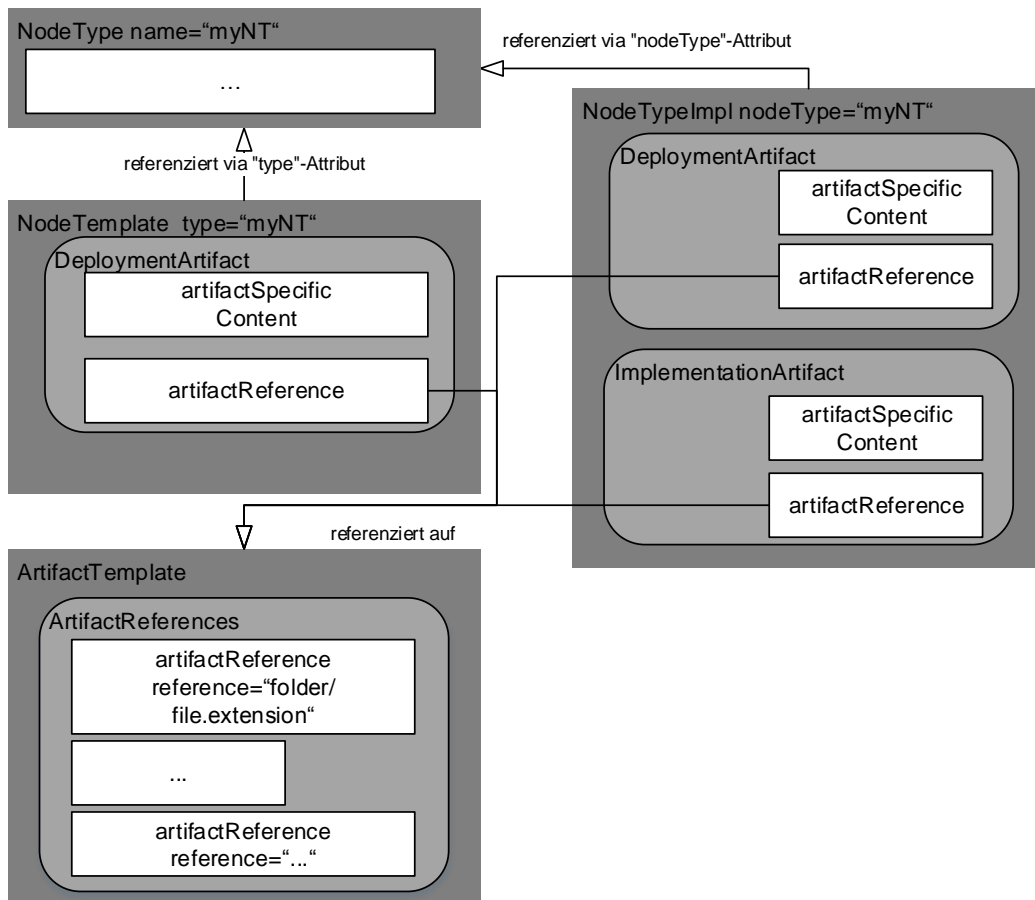 NodeType name=“myNT“
...
referenziert via "nodeType"-Attribut
referenziert via "type"-Attribut
NodeTemplate  type=“myNT“
DeploymentArtifact
artifactSpecific
Content
artifactReference
NodeTypeImpl nodeType=“myNT“
DeploymentArtifact
artifactSpecific
Content
artifactReference
ImplementationArtifact
artifactSpecific
Content
artifactReference
referenziert auf
ArtifactTemplate
ArtifactReferences
artifactReference
reference=“folder/
file.extension“
...
artifactReference
reference=“...“